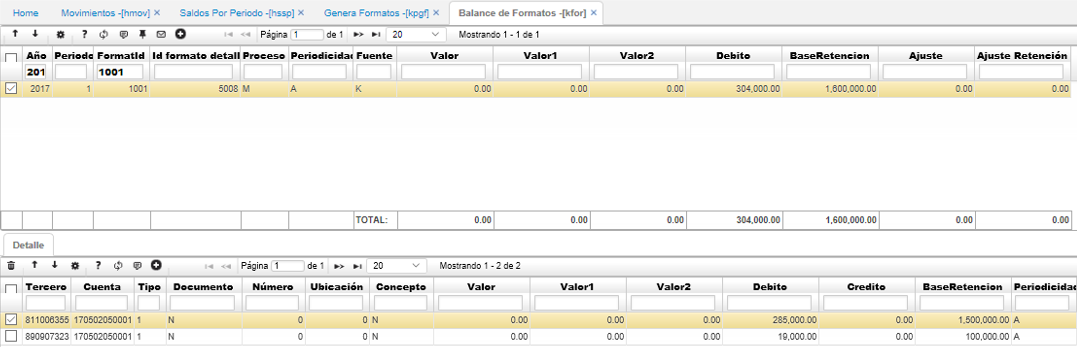 Home Movimientos -[hmov] × Saldos Por Periodo -[hssp] × Genera Formatos -[kpgf] × Balance de Formatos -[kfor] ×
? Página 1 de 1 20 Mostrando 1 - 1 de 1
Año Periodo FormatId Id formato detall Proceso Periodicidad Fuente Valor Valor1 Valor2 Debito BaseRetencion Ajuste Ajuste Retención
201 1001
2017 1 1001 5008 M A K 0.00 0.00 0.00 304,000.00 1,600,000.00 0.00 0.00
TOTAL: 0.00 0.00 0.00 304,000.00 1,600,000.00 0.00 0.00
Detalle
? Página 1 de 1 20 Mostrando 1 - 2 de 2
Tercero Cuenta Tipo Documento Número Ubicación Concepto Valor Valor1 Valor2 Debito Credito BaseRetencion Periodicidad
811006355 170502050001 1 N 0 0 N 0.00 0.00 0.00 285,000.00 0.00 1,500,000.00 A
890907323 170502050001 1 N 0 0 N 0.00 0.00 0.00 19,000.00 0.00 100,000.00 A